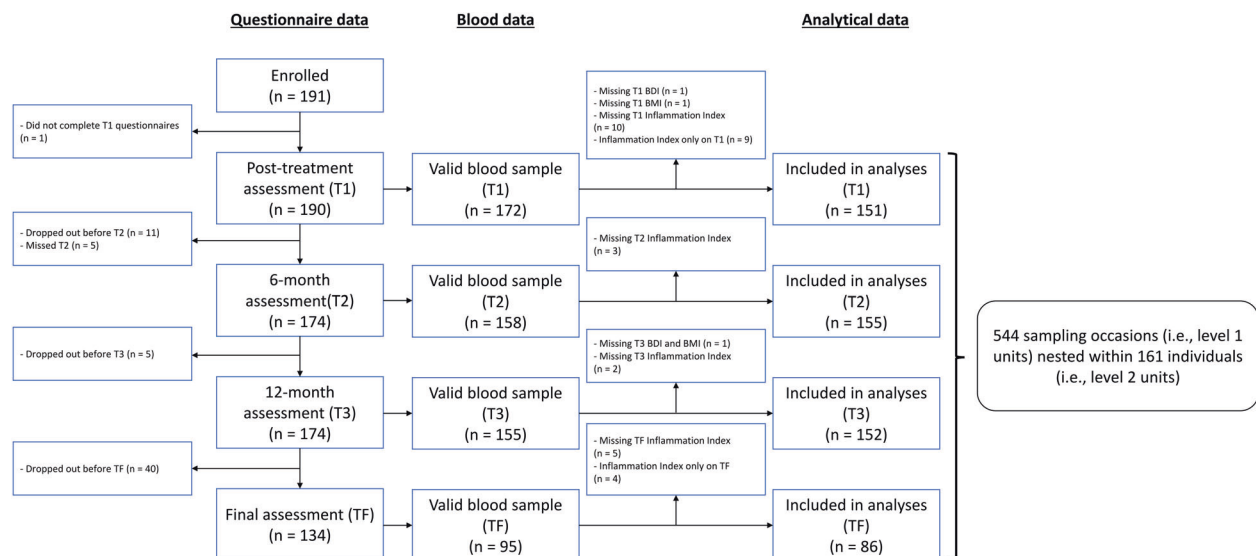 Questionnaire data
Blood data
Analytical data
Enrolled
(n = 191)
- Did not complete T1 questionnaires
(n = 1)
- Missing T1 BDI (n = 1)
- Missing T1 BMI (n = 1)
- Missing T1 Inflammation Index
(n = 10)
- Inflammation Index only on T1 (n = 9)
Post-treatment
assessment (T1)
(n = 190)
Valid blood sample
(T1)
(n = 172)
Included in analyses
(T1)
(n = 151)
- Dropped out before T2 (n = 11)
- Missed T2 (n = 5)
- Missing T2 Inflammation Index
(n = 3)
6-month
assessment(T2)
(n = 174)
Valid blood sample
(T2)
(n = 158)
Included in analyses
(T2)
(n = 155)
- Dropped out before T3 (n = 5)
- Missing T3 BDI and BMI (n = 1)
- Missing T3 Inflammation Index
(n = 2)
12-month
assessment (T3)
(n = 174)
Valid blood sample
(T3)
(n = 155)
Included in analyses
(T3)
(n = 152)
- Dropped out before TF (n = 40)
- Missing TF Inflammation Index
(n = 5)
- Inflammation Index only on TF
(n = 4)
Final assessment (TF)
(n = 134)
Valid blood sample
(TF)
(n = 95)
Included in analyses
(TF)
(n = 86)
544 sampling occasions (i.e., level 1
units) nested within 161 individuals
(i.e., level 2 units)